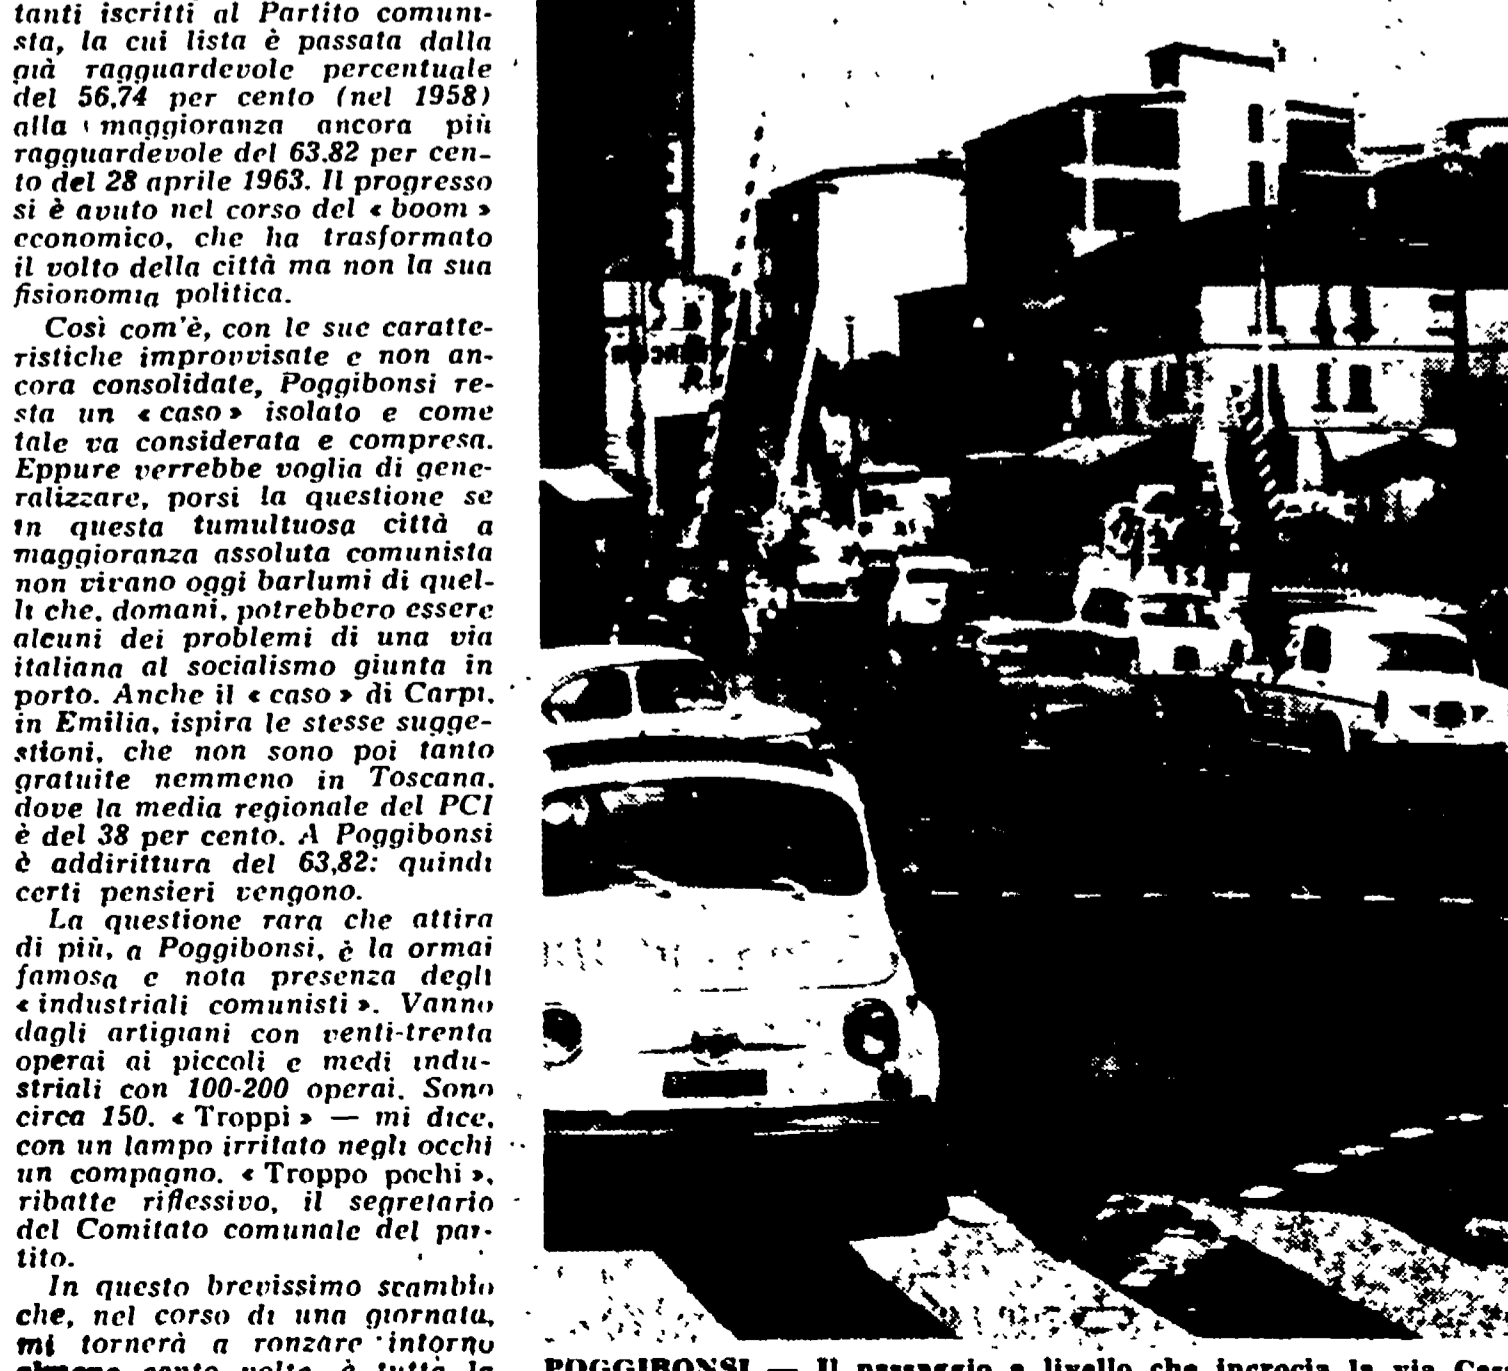 tanti iscritti al Partito comuni-
sta, la cui lista è passata dalla
già ragguardevole percentuale
del 56,74 per cento (nel 1958)
alla maggioranza ancora più
ragguardevole del 63,82 per cen-
to del 28 aprile 1963. Il progresso
si è avuto nel corso del « boom »
economico, che ha trasformato
il volto della città ma non la sua
fisionomia politica.
Così com'è, con le sue caratte-
ristiche improvvisate e non an-
cora consolidate, Poggibonsi re-
sta un « caso » isolato e come
tale va considerata e compresa.
Eppure verrebbe voglia di gene-
ralizzare, porsi la questione se
in questa tumultuosa città a
maggioranza assoluta comunista
non vivano oggi barlumi di quel-
li che, domani, potrebbero essere
alcuni dei problemi di una via
italiana al socialismo giunta in
porto. Anche il « caso » di Carpi,
in Emilia, ispira le stesse sugge-
stioni, che non sono poi tanto
gratuite nemmeno in Toscana,
dove la media regionale del PCI
è del 38 per cento. A Poggibonsi
è addirittura del 63,82: quindi
certi pensieri vengono.
La questione rara che attira
di più, a Poggibonsi, è la ormai
famosa e nota presenza degli
« industriali comunisti ». Vanno
dagli artigiani con venti-trenta
operai ai piccoli e medi indu-
striali con 100-200 operai. Sono
circa 150. « Troppi » — mi dice,
con un lampo irritato negli occhi
un compagno. « Troppo pochi »,
ribatte riflessivo, il segretario
del Comitato comunale del par-
tito.
In questo brevissimo scambio
che, nel corso di una giornata,
mi tornerà a ronzare intorno
cento volte, è tutta la
POGGIBONSI — Il passaggio a livello che incrocia la via